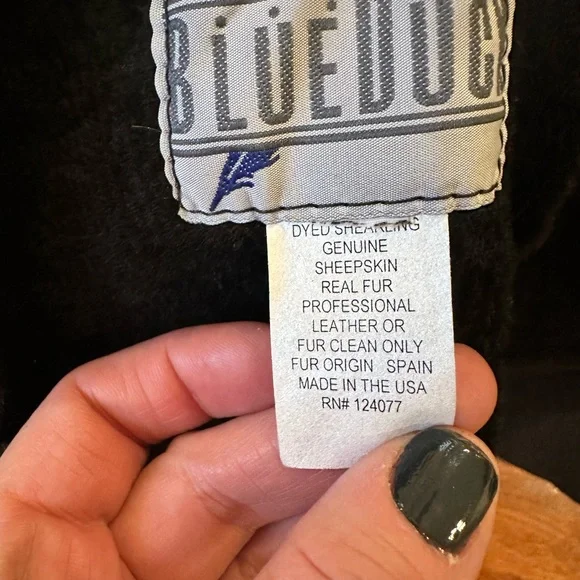 BLUEDUCK
DYED SHEARLING
GENUINE
SHEEPSKIN
REAL FUR
PROFESSIONAL
LEATHER OR
FUR CLEAN ONLY
FUR ORIGIN SPAIN
MADE IN THE USA
RN# 124077